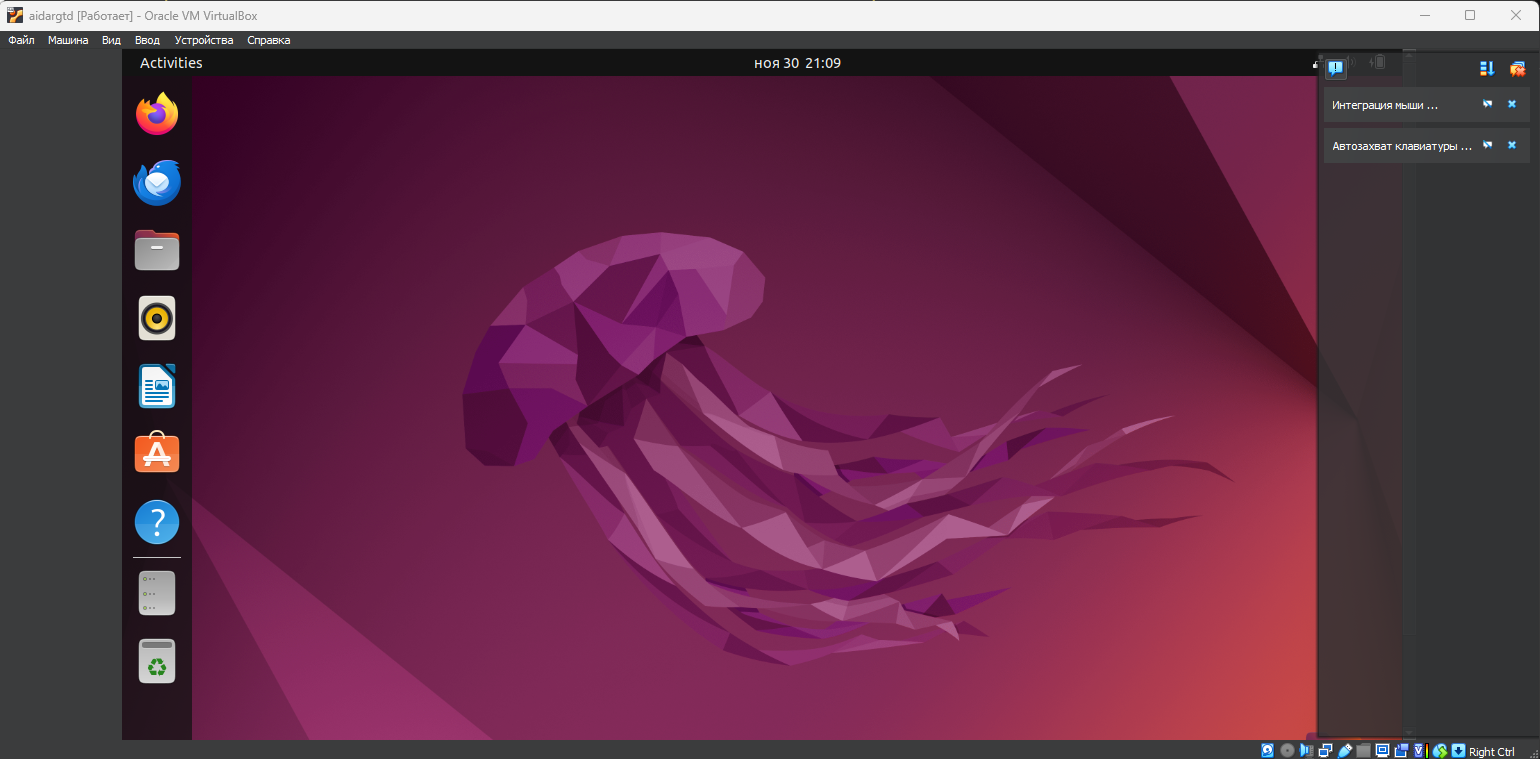 aidargtd [Работает] - Oracle VM VirtualBox
Файл Машина Вид Ввод Устройства Справка
Activities
ноя 30 21:09
Интеграция мыши ...
Автозахват клавиатуры ...
Right Ctrl